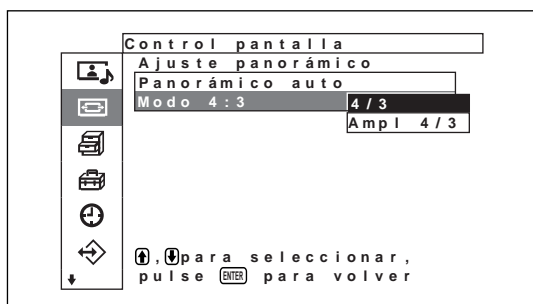 Control pantalla
Ajuste panorámico
Panorámico auto
Modo 4:3
4/3
Ampl 4/3
, para seleccionar,
pulse ENTER para volver